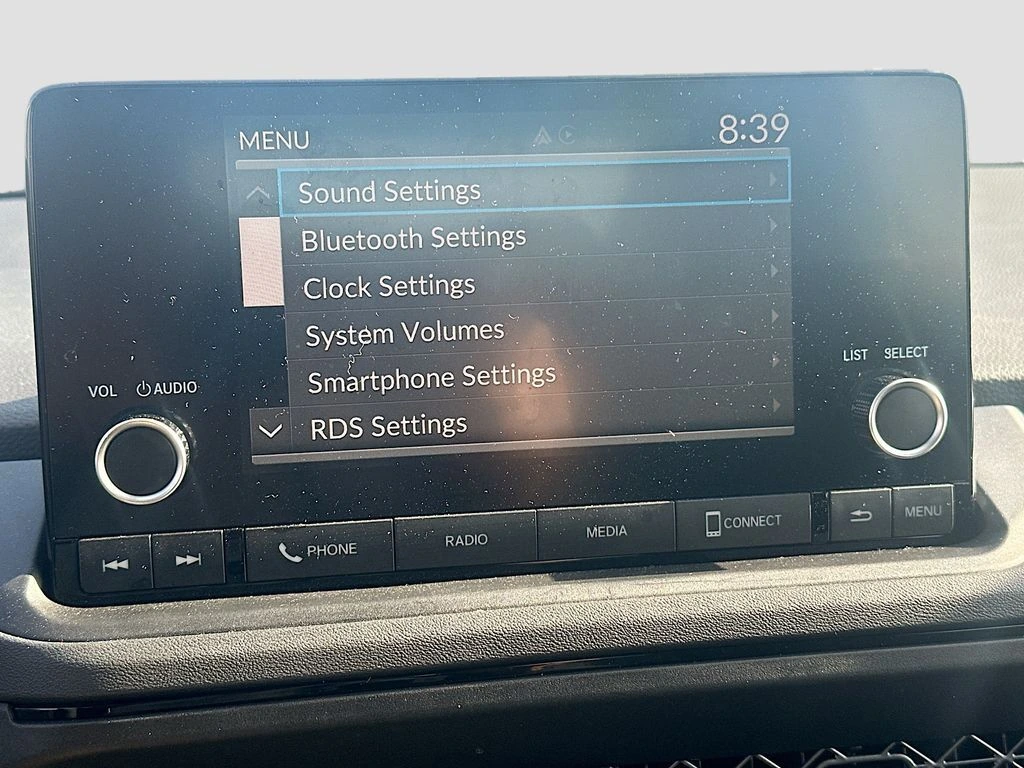 MENU 8:39
Sound Settings
Bluetooth Settings
Clock Settings
System Volumes
Smartphone Settings
RDS Settings
VOL AUDIO
LIST SELECT
PHONE RADIO MEDIA CONNECT MENU